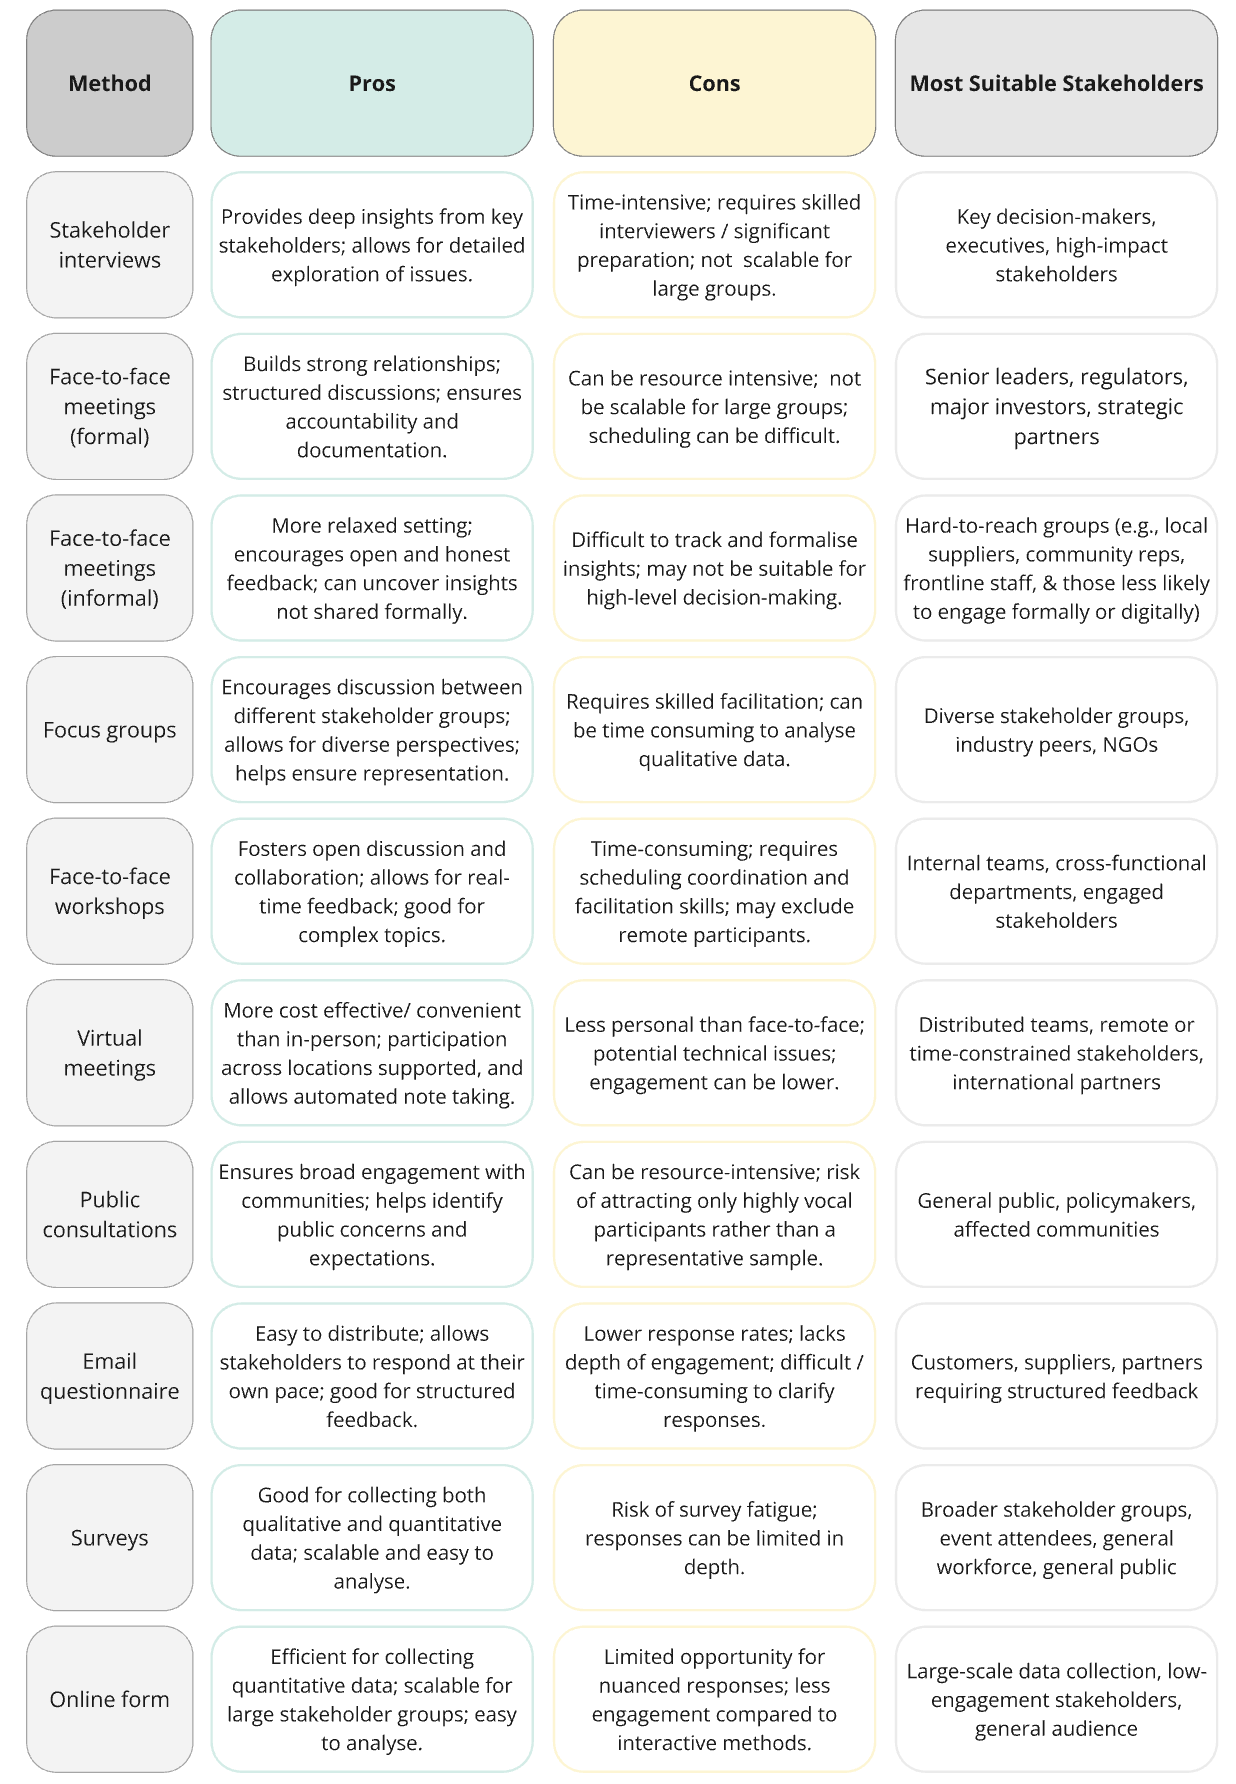 Method
Pros
Cons
Most Suitable Stakeholders
Stakeholder
interviews
Provides deep insights from key
stakeholders; allows for detailed
exploration of issues.
Time-intensive; requires skilled
interviewers / significant
preparation; not  scalable for
large groups.
Key decision-makers,
executives, high-impact
stakeholders
Face-to-face
meetings
(formal)
Builds strong relationships;
structured discussions; ensures
accountability and
documentation.
Can be resource intensive;  not
be scalable for large groups;
scheduling can be difficult.
Senior leaders, regulators,
major investors, strategic
partners
Face-to-face
meetings
(informal)
More relaxed setting;
encourages open and honest
feedback; can uncover insights
not shared formally.
Difficult to track and formalise
insights; may not be suitable for
high-level decision-making.
Hard-to-reach groups (e.g., local
suppliers, community reps,
frontline staff, & those less likely
to engage formally or digitally)
Focus groups
Encourages discussion between
different stakeholder groups;
allows for diverse perspectives;
helps ensure representation.
Requires skilled facilitation; can
be time consuming to analyse
qualitative data.
Diverse stakeholder groups,
industry peers, NGOs
Face-to-face
workshops
Fosters open discussion and
collaboration; allows for real-
time feedback; good for
complex topics.
Time-consuming; requires
scheduling coordination and
facilitation skills; may exclude
remote participants.
Internal teams, cross-functional
departments, engaged
stakeholders
Virtual
meetings
More cost effective/ convenient
than in-person; participation
across locations supported, and
allows automated note taking.
Less personal than face-to-face;
potential technical issues;
engagement can be lower.
Distributed teams, remote or
time-constrained stakeholders,
international partners
Public
consultations
Ensures broad engagement with
communities; helps identify
public concerns and
expectations.
Can be resource-intensive; risk
of attracting only highly vocal
participants rather than a
representative sample.
General public, policymakers,
affected communities
Email
questionnaire
Easy to distribute; allows
stakeholders to respond at their
own pace; good for structured
feedback.
Lower response rates; lacks
depth of engagement; difficult /
time-consuming to clarify
responses.
Customers, suppliers, partners
requiring structured feedback
Surveys
Good for collecting both
qualitative and quantitative
data; scalable and easy to
analyse.
Risk of survey fatigue;
responses can be limited in
depth.
Broader stakeholder groups,
event attendees, general
workforce, general public
Online form
Efficient for collecting
quantitative data; scalable for
large stakeholder groups; easy
to analyse.
Limited opportunity for
nuanced responses; less
engagement compared to
interactive methods.
Large-scale data collection, low-
engagement stakeholders,
general audience